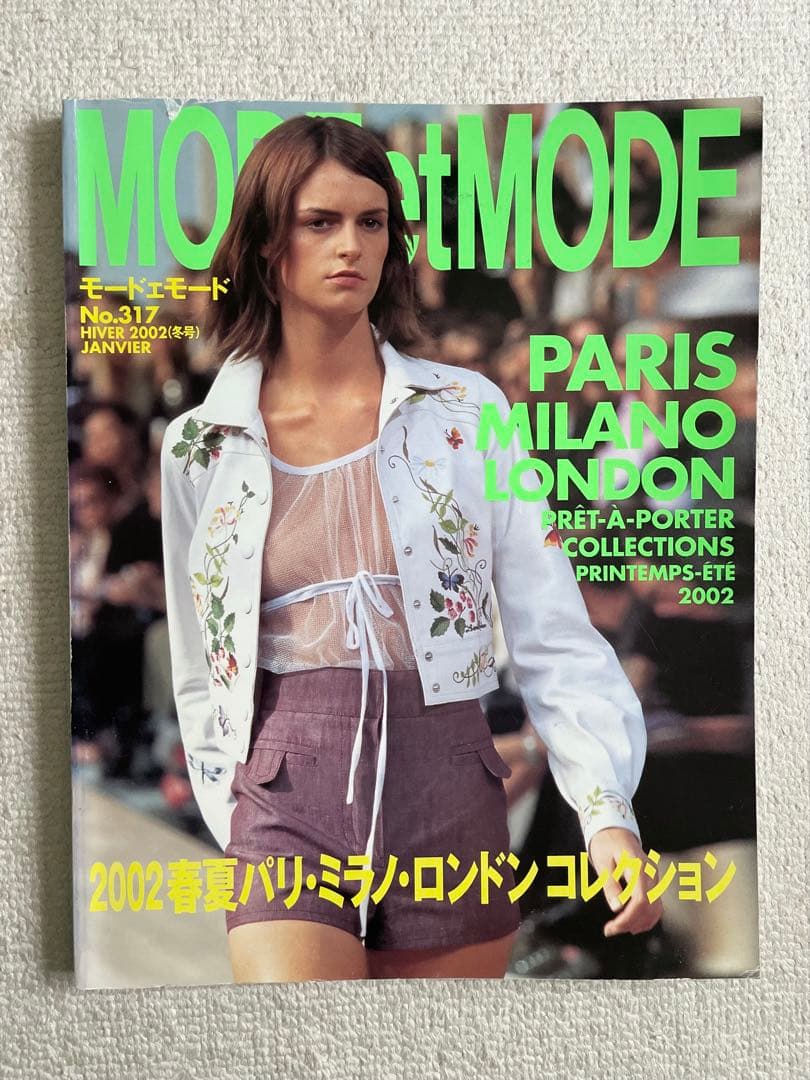 MODE et MODE
モードェモード
No.317
HIVER 2002(冬号)
JANVIER
PARIS
MILANO
LONDON
PRÊT-À-PORTER
COLLECTIONS
PRINTEMPS-ÉTÉ
2002
2002春夏パリ・ミラノ・ロンドン コレクション